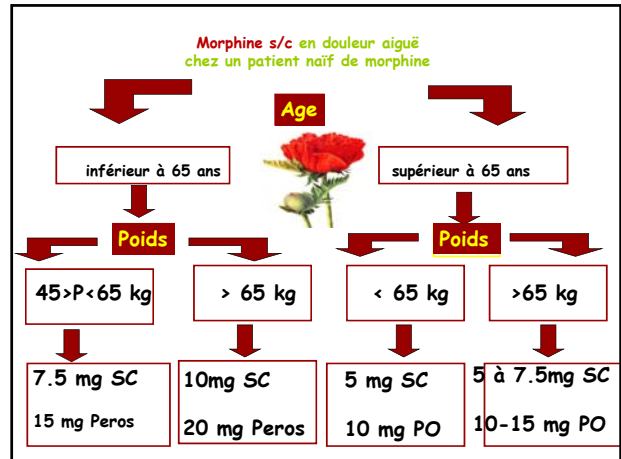 Morphine s/c en douleur aiguë
chez un patient naïf de morphine
Age
inférieur à 65 ans
supérieur à 65 ans
Poids
Poids
45>P<65 kg
> 65 kg
< 65 kg
>65 kg
7.5 mg SC
15 mg Peros
10mg SC
20 mg Peros
5 mg SC
10 mg PO
5 à 7.5mg SC
10-15 mg PO